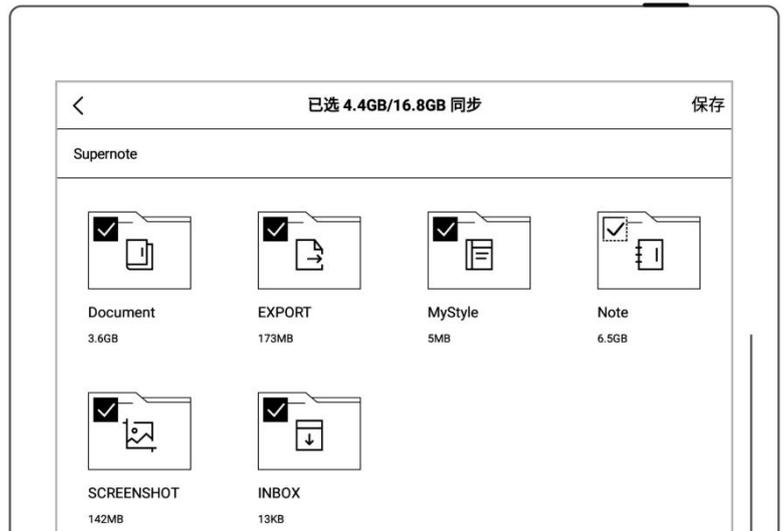 已选 4.4GB/16.8GB 同步
保存
Supernote
Document
EXPORT
MyStyle
Note
3.6GB
173MB
5MB
6.5GB
SCREENSHOT
INBOX
142MB
13KB